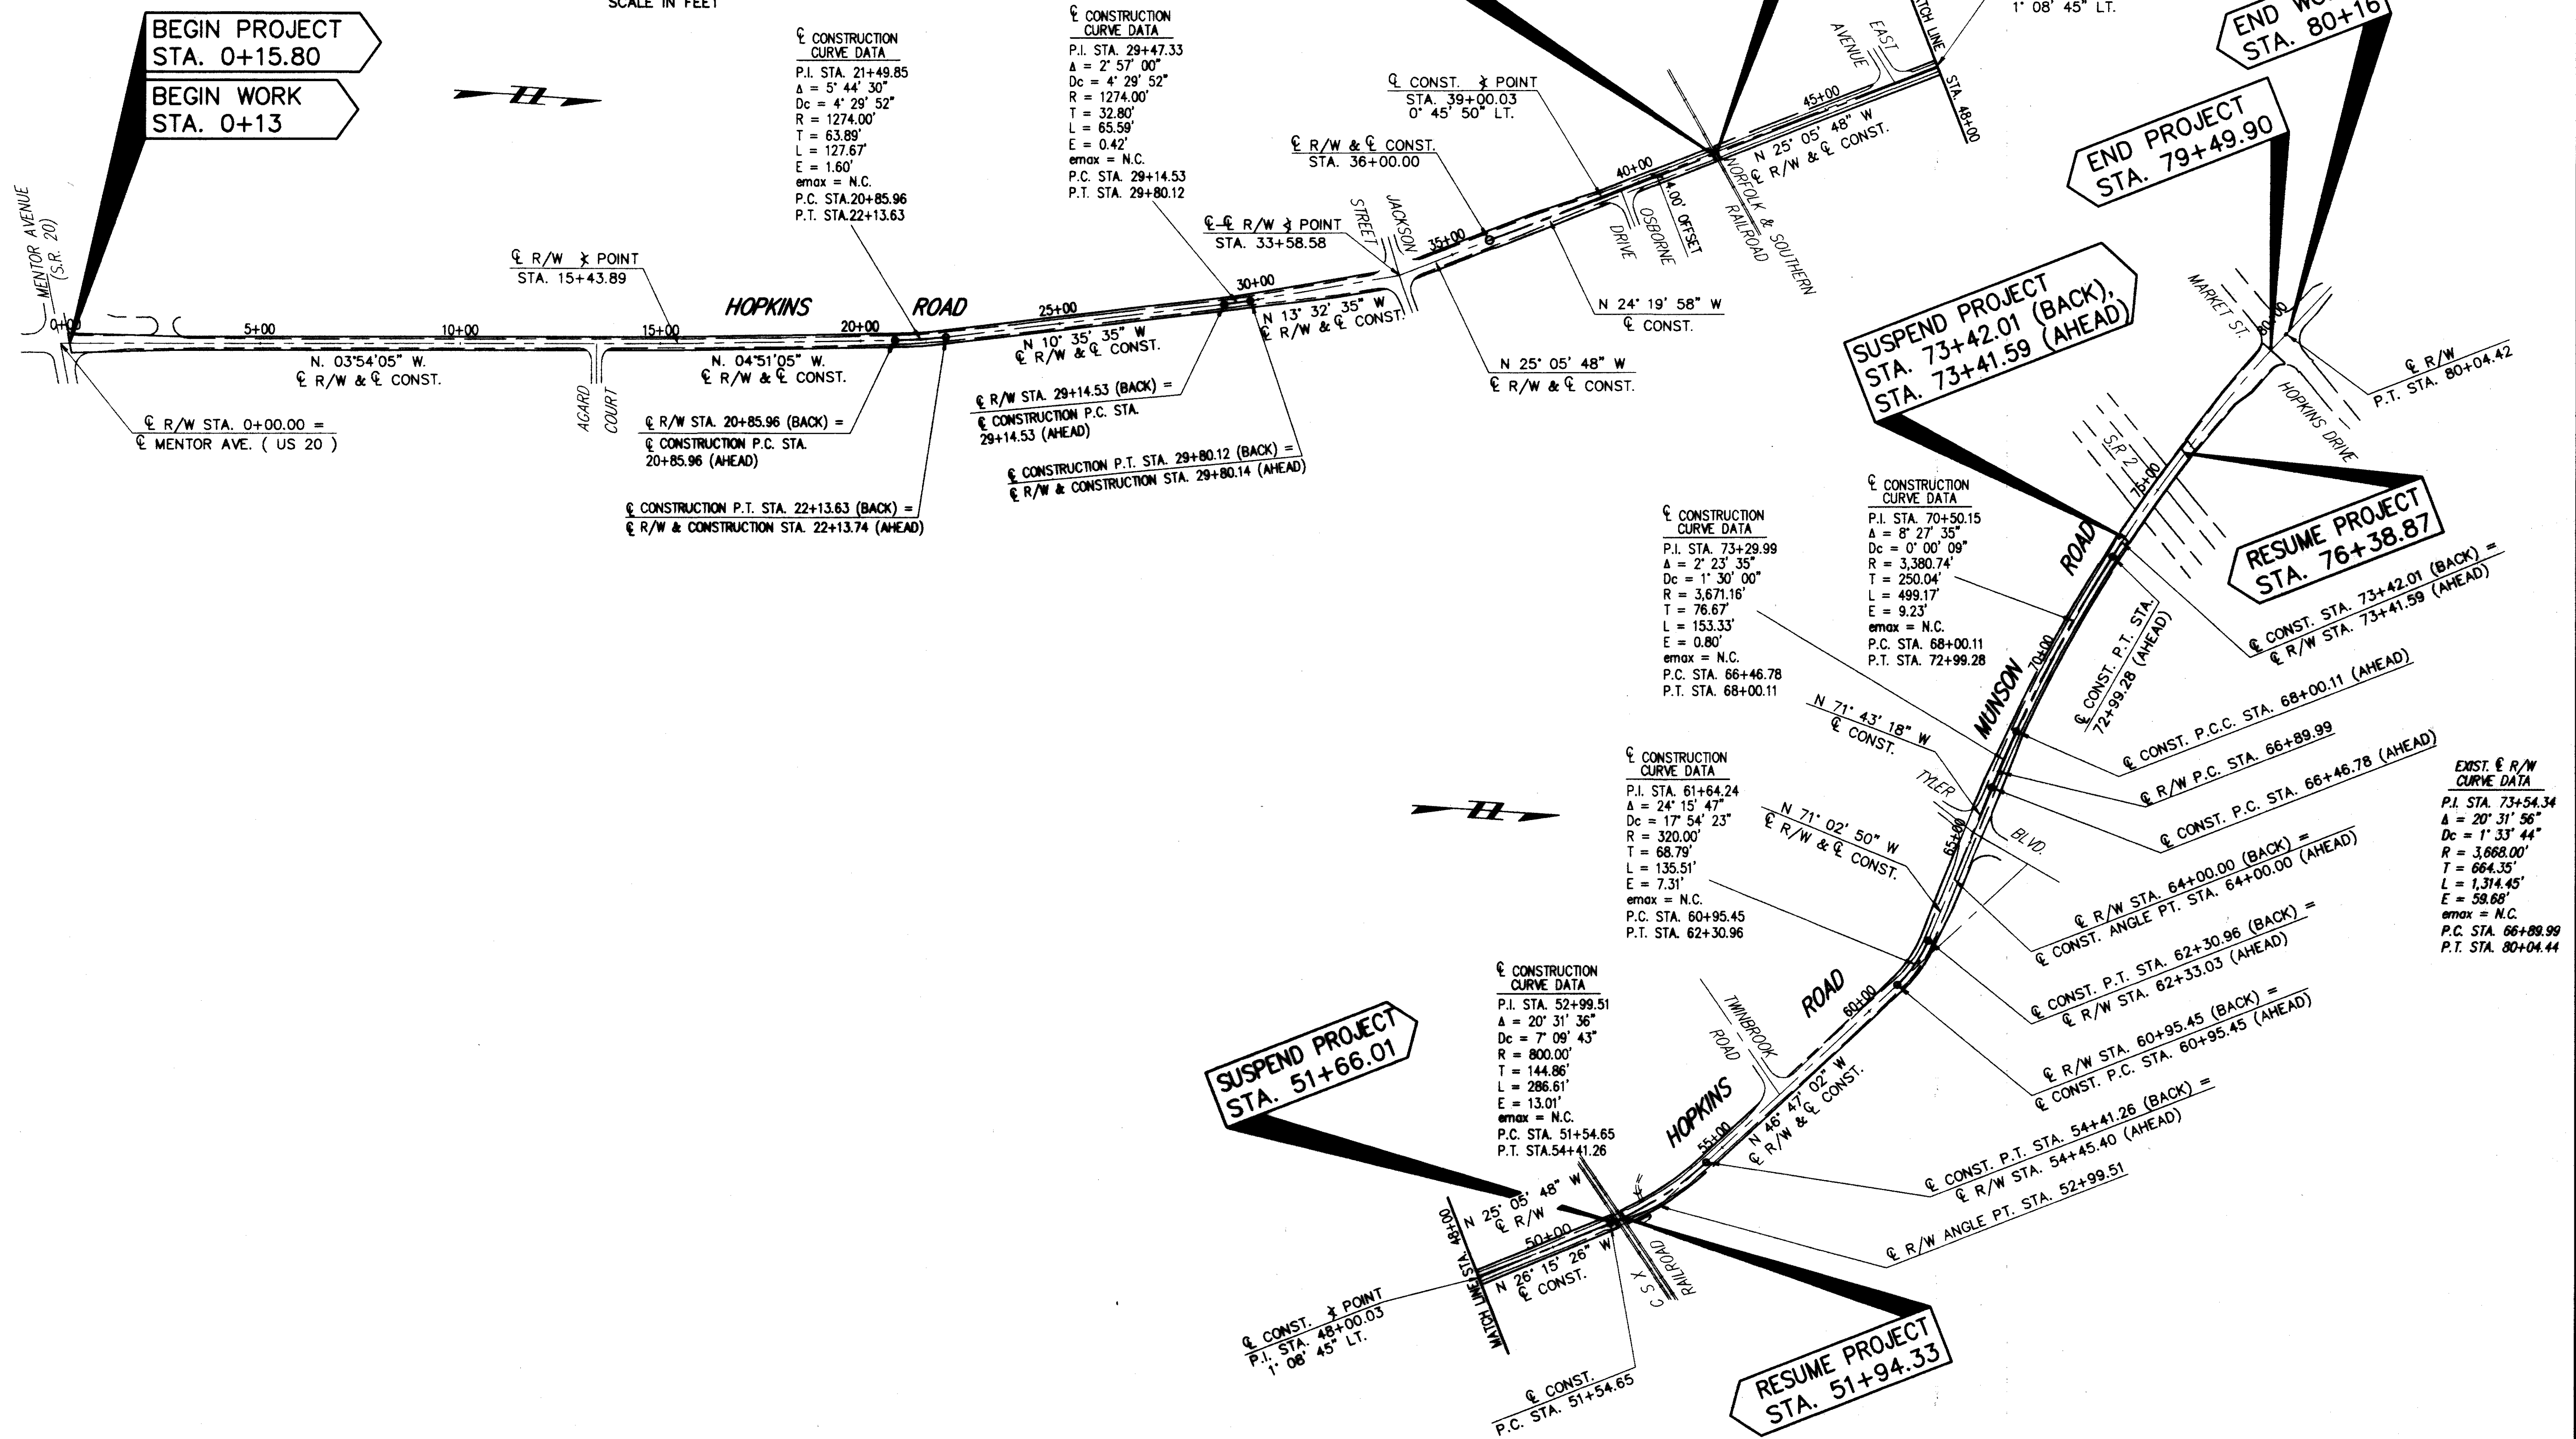 SCALE IN FEET
BEGIN PROJECT
STA. 0+15.80
BEGIN WORK
STA. 0+13
℄ CONSTRUCTION
CURVE DATA
P.I. STA. 21+49.85
Δ = 5° 44' 30"
Dc = 4° 29' 52"
R = 1274.00'
T = 63.89'
L = 127.67'
E = 1.60'
emax = N.C.
P.C. STA.20+85.96
P.T. STA.22+13.63
℄ CONSTRUCTION
CURVE DATA
P.I. STA. 29+47.33
Δ = 2° 57' 00"
Dc = 4° 29' 52"
R = 1274.00'
T = 32.80'
L = 65.59'
E = 0.42'
emax = N.C.
P.C. STA. 29+14.53
P.T. STA. 29+80.12
℄ CONST. ∡ POINT
STA. 39+00.03
0° 45' 50" LT.
℄ R/W & ℄ CONST.
STA. 36+00.00
℄-℄ R/W ∡ POINT
STA. 33+58.58
℄ R/W ∡ POINT
STA. 15+43.89
1° 08' 45" LT.
MATCH LINE
STA. 48+00
EAST
AVENUE
45+00
N 25° 05' 48" W
℄ R/W & ℄ CONST.
40+00
4.00' OFFSET
NORFOLK & SOUTHERN
RAILROAD
OSBORNE
DRIVE
JACKSON
STREET
35+00
N 24° 19' 58" W
℄ CONST.
N 25° 05' 48" W
℄ R/W & ℄ CONST.
MENTOR AVENUE
(S.R. 20)
0+00
5+00
10+00
15+00
20+00
25+00
30+00
HOPKINS ROAD
N. 03°54'05" W.
℄ R/W & ℄ CONST.
N. 04°51'05" W.
℄ R/W & ℄ CONST.
N 10° 35' 35" W
℄ R/W & ℄ CONST.
N 13° 32' 35" W
℄ R/W & ℄ CONST.
AGARD
COURT
℄ R/W STA. 0+00.00 =
℄ MENTOR AVE. ( US 20 )
℄ R/W STA. 20+85.96 (BACK) =
℄ CONSTRUCTION P.C. STA.
20+85.96 (AHEAD)
℄ CONSTRUCTION P.T. STA. 22+13.63 (BACK) =
℄ R/W & CONSTRUCTION STA. 22+13.74 (AHEAD)
℄ R/W STA. 29+14.53 (BACK) =
℄ CONSTRUCTION P.C. STA.
29+14.53 (AHEAD)
℄ CONSTRUCTION P.T. STA. 29+80.12 (BACK) =
℄ R/W & CONSTRUCTION STA. 29+80.14 (AHEAD)
END
STA. 80+16
END PROJECT
STA. 79+49.90
SUSPEND PROJECT
STA. 73+42.01 (BACK),
STA. 73+41.59 (AHEAD)
MARKET ST.
80+00
℄ R/W
P.T. STA. 80+04.42
HOPKINS DRIVE
S.R. 2
75+00
RESUME PROJECT
STA. 76+38.87
℄ CONST. STA. 73+42.01 (BACK) =
℄ R/W STA. 73+41.59 (AHEAD)
℄ CONST. P.T. STA.
72+99.28 (AHEAD)
MUNSON ROAD
70+00
℄ CONSTRUCTION
CURVE DATA
P.I. STA. 73+29.99
Δ = 2° 23' 35"
Dc = 1° 30' 00"
R = 3,671.16'
T = 76.67'
L = 153.33'
E = 0.80'
emax = N.C.
P.C. STA. 66+46.78
P.T. STA. 68+00.11
℄ CONSTRUCTION
CURVE DATA
P.I. STA. 70+50.15
Δ = 8° 27' 35"
Dc = 0° 00' 09"
R = 3,380.74'
T = 250.04'
L = 499.17'
E = 9.23'
emax = N.C.
P.C. STA. 68+00.11
P.T. STA. 72+99.28
℄ CONST. P.C.C. STA. 68+00.11 (AHEAD)
℄ R/W P.C. STA. 66+89.99
℄ CONST. P.C. STA. 66+46.78 (AHEAD)
N 71° 43' 18" W
℄ CONST.
TYLER
BLVD.
65+00
N 71° 02' 50" W
℄ R/W & ℄ CONST.
℄ CONSTRUCTION
CURVE DATA
P.I. STA. 61+64.24
Δ = 24° 15' 47"
Dc = 17° 54' 23"
R = 320.00'
T = 68.79'
L = 135.51'
E = 7.31'
emax = N.C.
P.C. STA. 60+95.45
P.T. STA. 62+30.96
EXIST. ℄ R/W
CURVE DATA
P.I. STA. 73+54.34
Δ = 20° 31' 56"
Dc = 1° 33' 44"
R = 3,668.00'
T = 664.35'
L = 1,314.45'
E = 59.68'
emax = N.C.
P.C. STA. 66+89.99
P.T. STA. 80+04.44
℄ R/W STA. 64+00.00 (BACK) =
℄ CONST. ANGLE PT. STA. 64+00.00 (AHEAD)
℄ CONST. P.T. STA. 62+30.96 (BACK) =
℄ R/W STA. 62+33.03 (AHEAD)
℄ R/W STA. 60+95.45 (BACK) =
℄ CONST. P.C. STA. 60+95.45 (AHEAD)
℄ CONST. P.T. STA. 54+41.26 (BACK) =
℄ R/W STA. 54+45.40 (AHEAD)
℄ R/W ANGLE PT. STA. 52+99.51
60+00
HOPKINS ROAD
TWINBROOK
ROAD
55+00
N 46° 47' 02" W
℄ R/W & ℄ CONST.
℄ CONSTRUCTION
CURVE DATA
P.I. STA. 52+99.51
Δ = 20° 31' 36"
Dc = 7° 09' 43"
R = 800.00'
T = 144.86'
L = 286.61'
E = 13.01'
emax = N.C.
P.C. STA. 51+54.65
P.T. STA.54+41.26
SUSPEND PROJECT
STA. 51+66.01
N 25° 05' 48" W
℄ R/W
50+00
N 26° 15' 26" W
℄ CONST.
MATCH LINE STA. 48+00
C S X
RAILROAD
℄ CONST. ∡ POINT
P.I. STA. 48+00.03
1° 08' 45" LT.
℄ CONST.
P.C. STA. 51+54.65
RESUME PROJECT
STA. 51+94.33